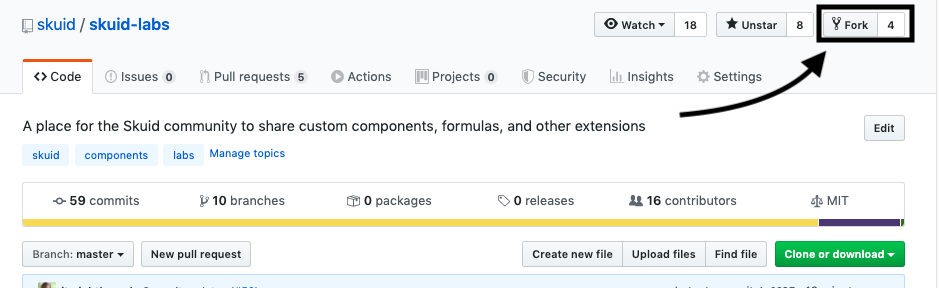 skuid / skuid-labs
Watch 18 Unstar 8 Fork 4
Code Issues 0 Pull requests 5 Actions Projects 0 Security Insights Settings
A place for the Skuid community to share custom components, formulas, and other extensions Edit
skuid components labs Manage topics
59 commits 10 branches 0 packages 0 releases 16 contributors MIT
Branch: master New pull request Create new file Upload files Find file Clone or download